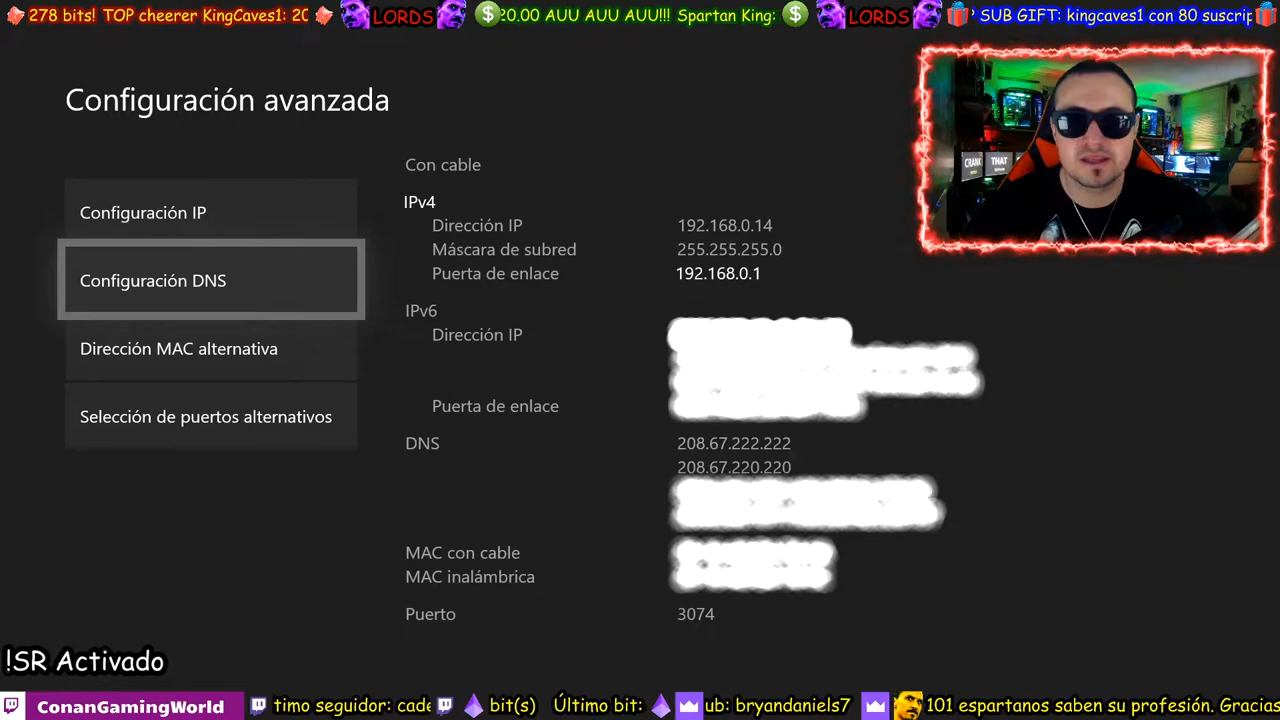 278 bits! TOP cheerer KingCaves1: 20
LORDS
20.00 AUU AUU AUU!!! Spartan King:
LORDS
SUB GIFT: kingcaves1 con 80 suscrip
Configuración avanzada
Configuración IP
Configuración DNS
Dirección MAC alternativa
Selección de puertos alternativos
Con cable
IPv4
Dirección IP 192.168.0.14
Máscara de subred 255.255.255.0
Puerta de enlace 192.168.0.1
IPv6
Dirección IP
Puerta de enlace
DNS 208.67.222.222
208.67.220.220
MAC con cable
MAC inalámbrica
Puerto 3074
CRANK
THAT
!SR Activado
ConanGamingWorld
timo seguidor: cade
bit(s) Último bit:
ub: bryandaniels7
101 espartanos saben su profesión. Gracias